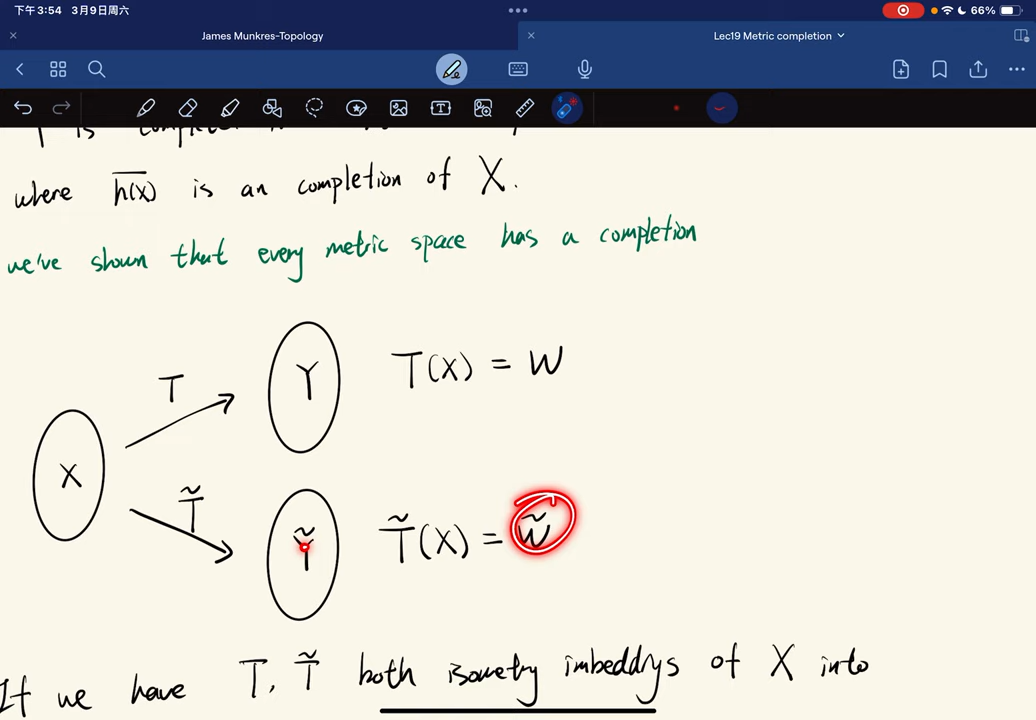 下午3:54 3月9日周六
66%
James Munkres-Topology
Lec19 Metric completion
Y is
where h(x) is an completion of X.
we've shown that every metric space has a completion
T
Y
T(X) = W
X
T̃
Ỹ
T̃(X) = W̃
If we have T, T̃ both isometry imbeddys of X into